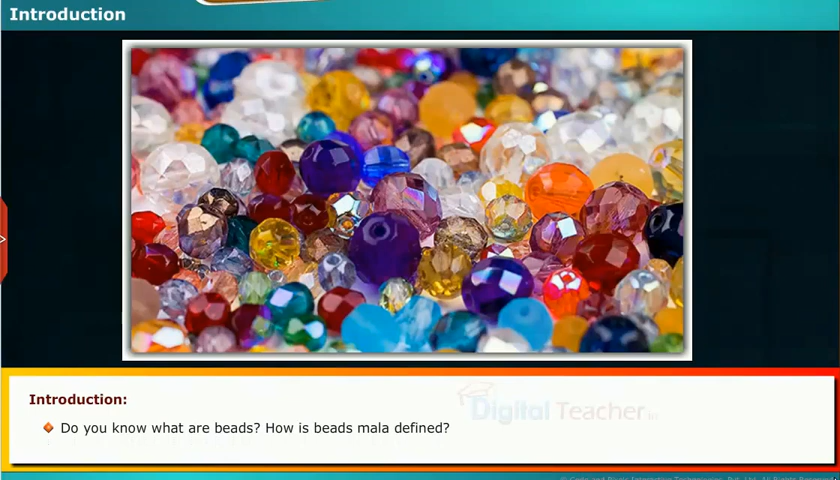 Introduction
Introduction:
Do you know what are beads? How is beads mala defined?
Digital Teacher